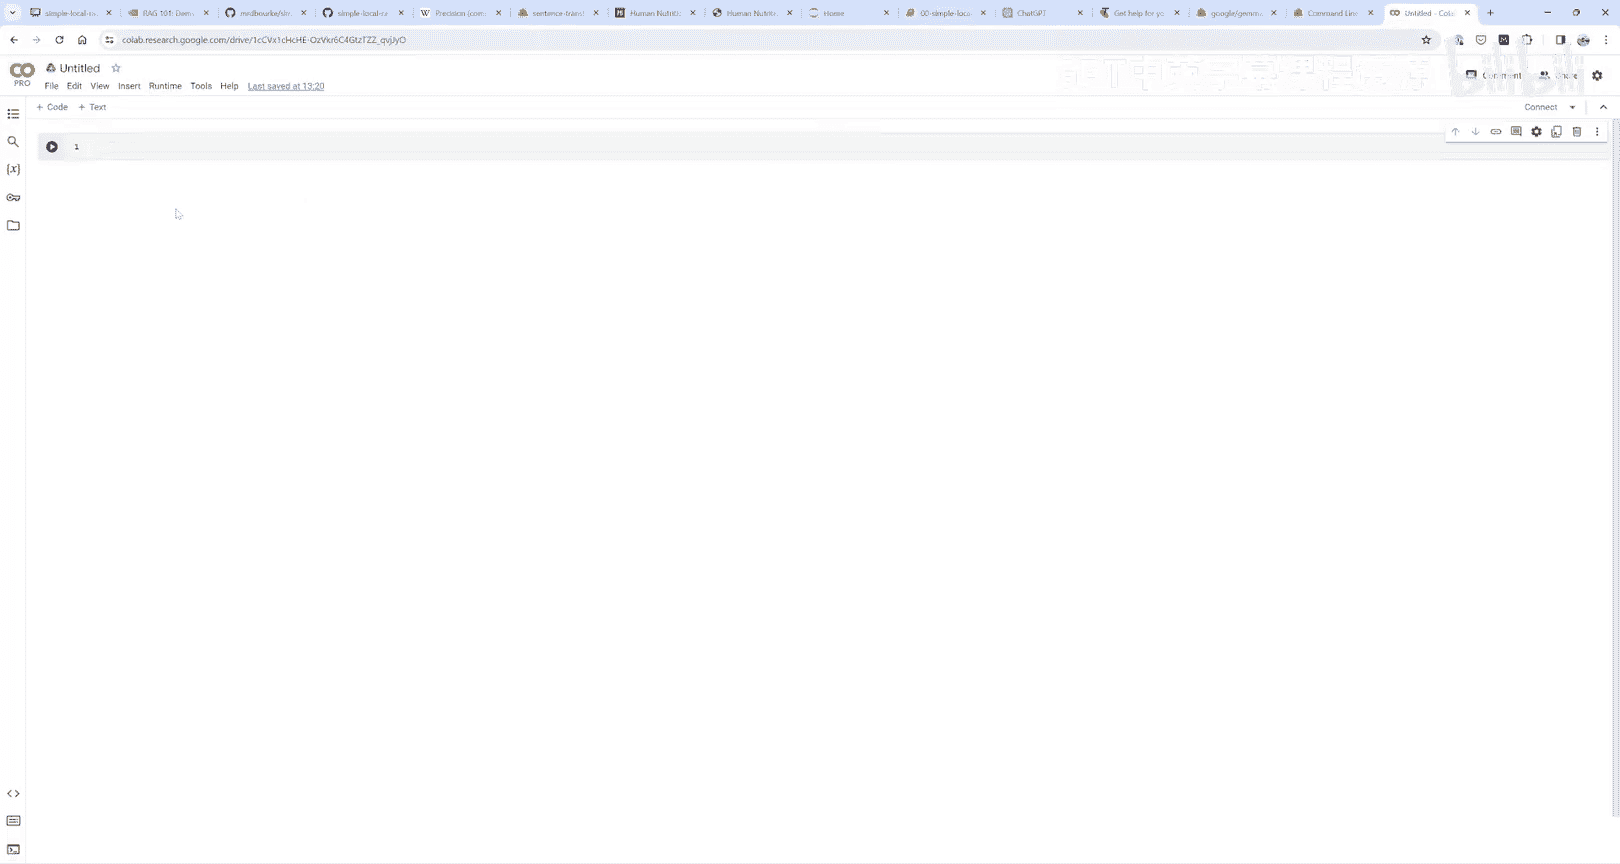 simple-local-ra
RAG 101: Dem
mrdbourke/sim
simple-local-ra
Precision (com
sentence-transf
Human Nutriti
Human Nutriti
Home
00-simple-loca
ChatGPT
Get help for yo
google/gemm
Command Line
Untitled - Cola
colab.research.google.com/drive/
Untitled
PRO
File Edit View Insert Runtime Tools Help Last saved at 13:20
Comment Share
+ Code + Text
Connect
1